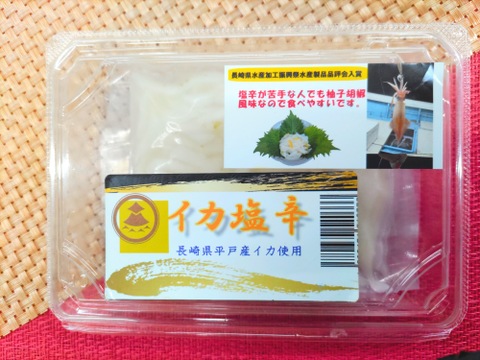 長崎県水産加工振興祭水産製品品評会入賞
塩辛が苦手な人でも柚子胡椒
風味なので食べやすいです。
イカ塩辛
長崎県平戸産イカ使用